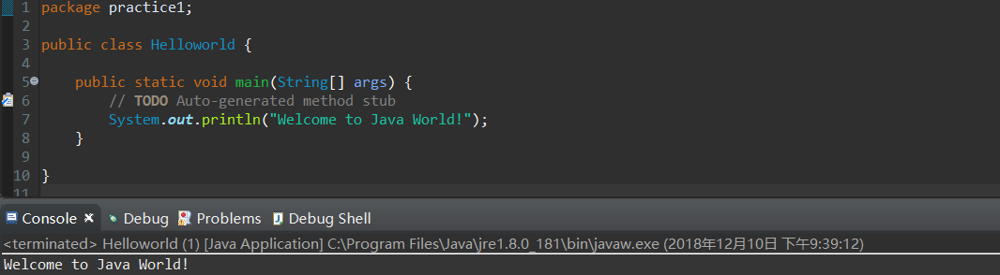 1 package practice1;
2
3 public class Helloworld {
4
5 public static void main(String[] args) {
6 // TODO Auto-generated method stub
7 System.out.println("Welcome to Java World!");
8 }
9
10 }
11
Console Debug Problems Debug Shell
<terminated> Helloworld (1) [Java Application] C:\Program Files\Java\jre1.8.0_181\bin\javaw.exe (2018年12月10日 下午9:39:12)
Welcome to Java World!